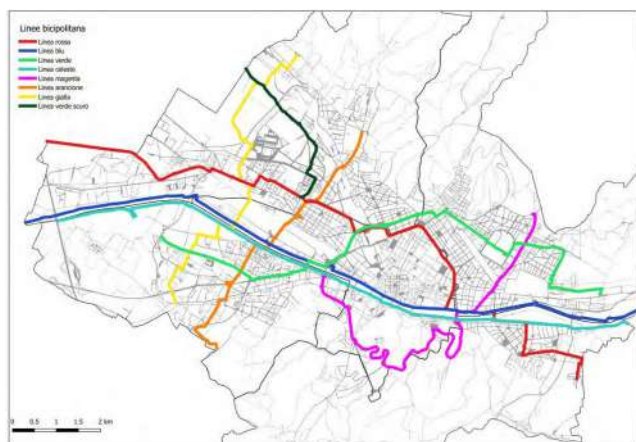 Linee bicipolitana
Linea rossa
Linea blu
Linea verde
Linea celeste
Linea magenta
Linea arancione
Linea gialla
Linea verde scuro
0 0.5 1 1.5 2 km